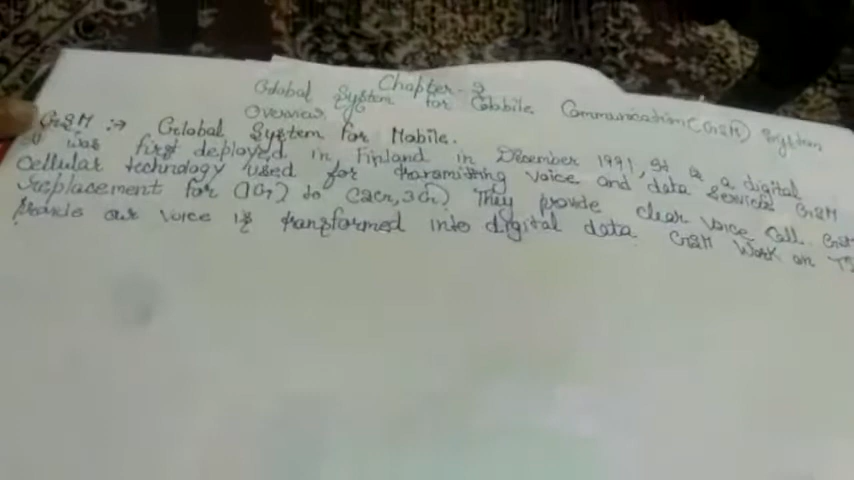 Chapter-2
Global System for Mobile Communication (GSM) System
Overview
GSM :→ Global System for Mobile.
It was first deployed in Finland in December 1991, It is a digital
cellular technology used for transmitting voice and data services GSM
replacement for (1G) to (2G, 3G) They provide clear voice call. GSM
provide our voice is transformed into digital data GSM work on